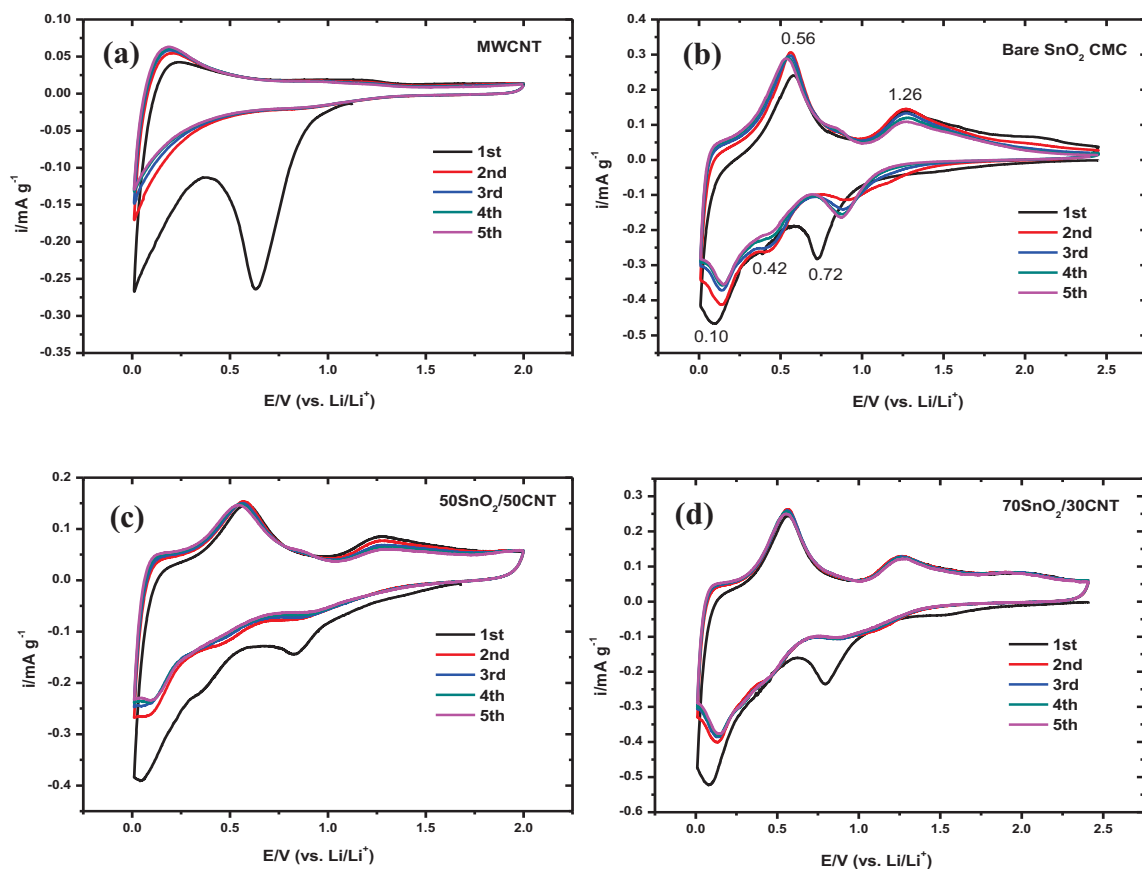 (a)
MWCNT
0.10
0.05
0.00
-0.05
-0.10
-0.15
-0.20
-0.25
-0.30
-0.35
i/mA g⁻¹
1st
2nd
3rd
4th
5th
0.0 0.5 1.0 1.5 2.0
E/V (vs. Li/Li⁺)
(b)
Bare SnO₂ CMC
0.4
0.3
0.2
0.1
0.0
-0.1
-0.2
-0.3
-0.4
-0.5
i/mA g⁻¹
0.56
1.26
0.42
0.72
0.10
1st
2nd
3rd
4th
5th
0.0 0.5 1.0 1.5 2.0 2.5
E/V (vs. Li/Li⁺)
(c)
50SnO₂/50CNT
0.2
0.1
0.0
-0.1
-0.2
-0.3
-0.4
i/mA g⁻¹
1st
2nd
3rd
4th
5th
0.0 0.5 1.0 1.5 2.0
E/V (vs. Li/Li⁺)
(d)
70SnO₂/30CNT
0.3
0.2
0.1
0.0
-0.1
-0.2
-0.3
-0.4
-0.5
-0.6
i/mA g⁻¹
1st
2nd
3rd
4th
5th
0.0 0.5 1.0 1.5 2.0 2.5
E/V (vs. Li/Li⁺)